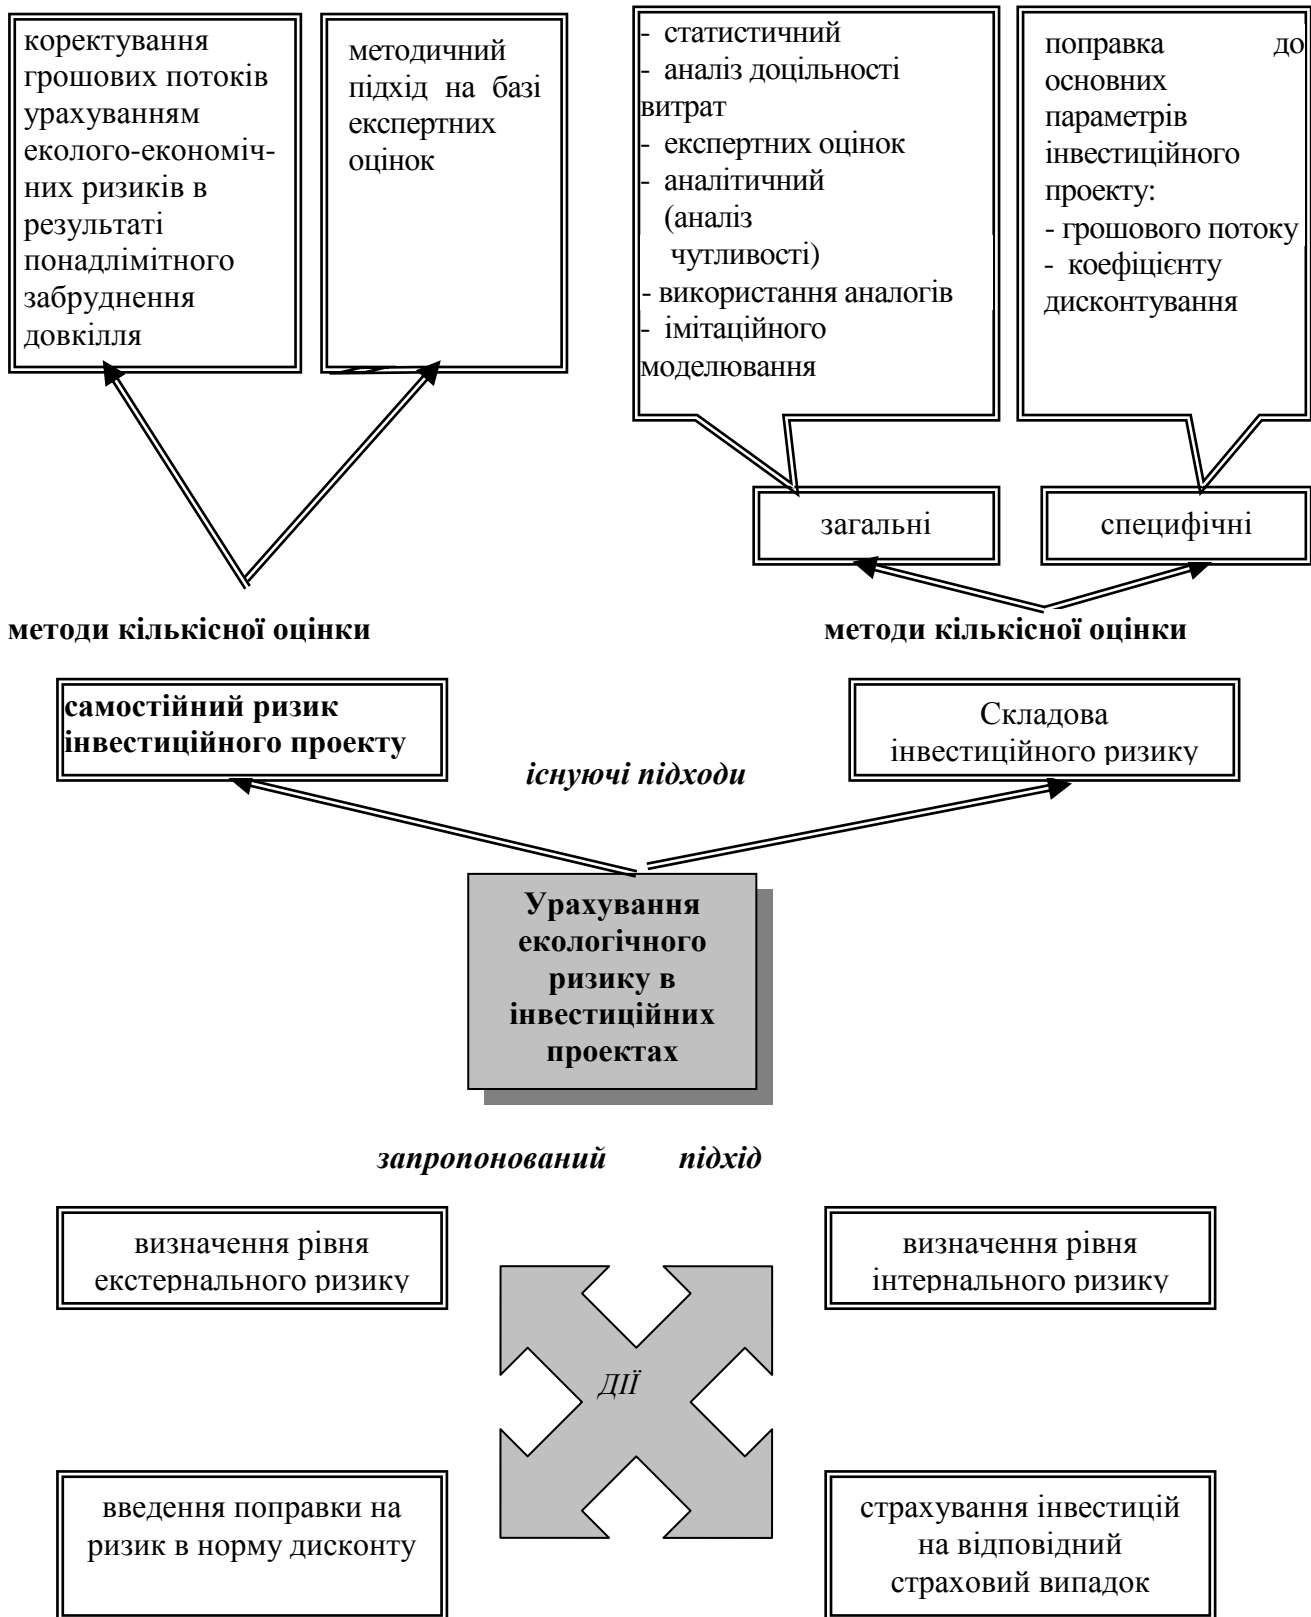 коректування
грошових потоків
урахуванням
еколого-економіч-
них ризиків в
результаті
понадлімітного
забруднення
довкілля
методичний
підхід на базі
експертних
оцінок
- статистичний
- аналіз доцільності
витрат
- експертних оцінок
- аналітичний
(аналіз
чутливості)
- використання аналогів
- імітаційного
моделювання
поправка до
основних
параметрів
інвестиційного
проекту:
- грошового потоку
- коефіцієнту
дисконтування
загальні
специфічні
методи кількісної оцінки
методи кількісної оцінки
самостійний ризик
інвестиційного проекту
Складова
інвестиційного ризику
існуючі підходи
Урахування
екологічного
ризику в
інвестиційних
проектах
запропонований підхід
визначення рівня
екстернального ризику
визначення рівня
інтернального ризику
ДІЇ
введення поправки на
ризик в норму дисконту
страхування інвестицій
на відповідний
страховий випадок